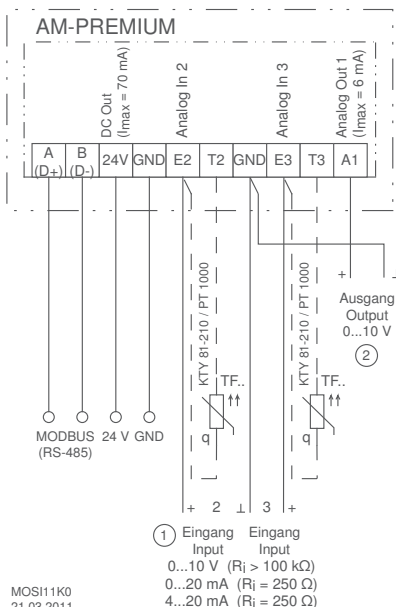 AM-PREMIUM
DC Out
(Imax = 70 mA)
Analog In 2
Analog In 3
Analog Out 1
(Imax = 6 mA)
A
(D+)
B
(D-)
24V
GND
E2
T2
GND
E3
T3
A1
KTY 81-210 / PT 1000
KTY 81-210 / PT 1000
+ -
Ausgang
Output
0...10 V
2
TF..
TF..
q
q
MODBUS 24 V GND
(RS-485)
+ 2 ⊥ 3 +
1 Eingang Eingang
Input Input
0...10 V (Ri > 100 kΩ)
0...20 mA (Ri = 250 Ω)
4...20 mA (Ri = 250 Ω)
MOSI11K0
21.03.2011